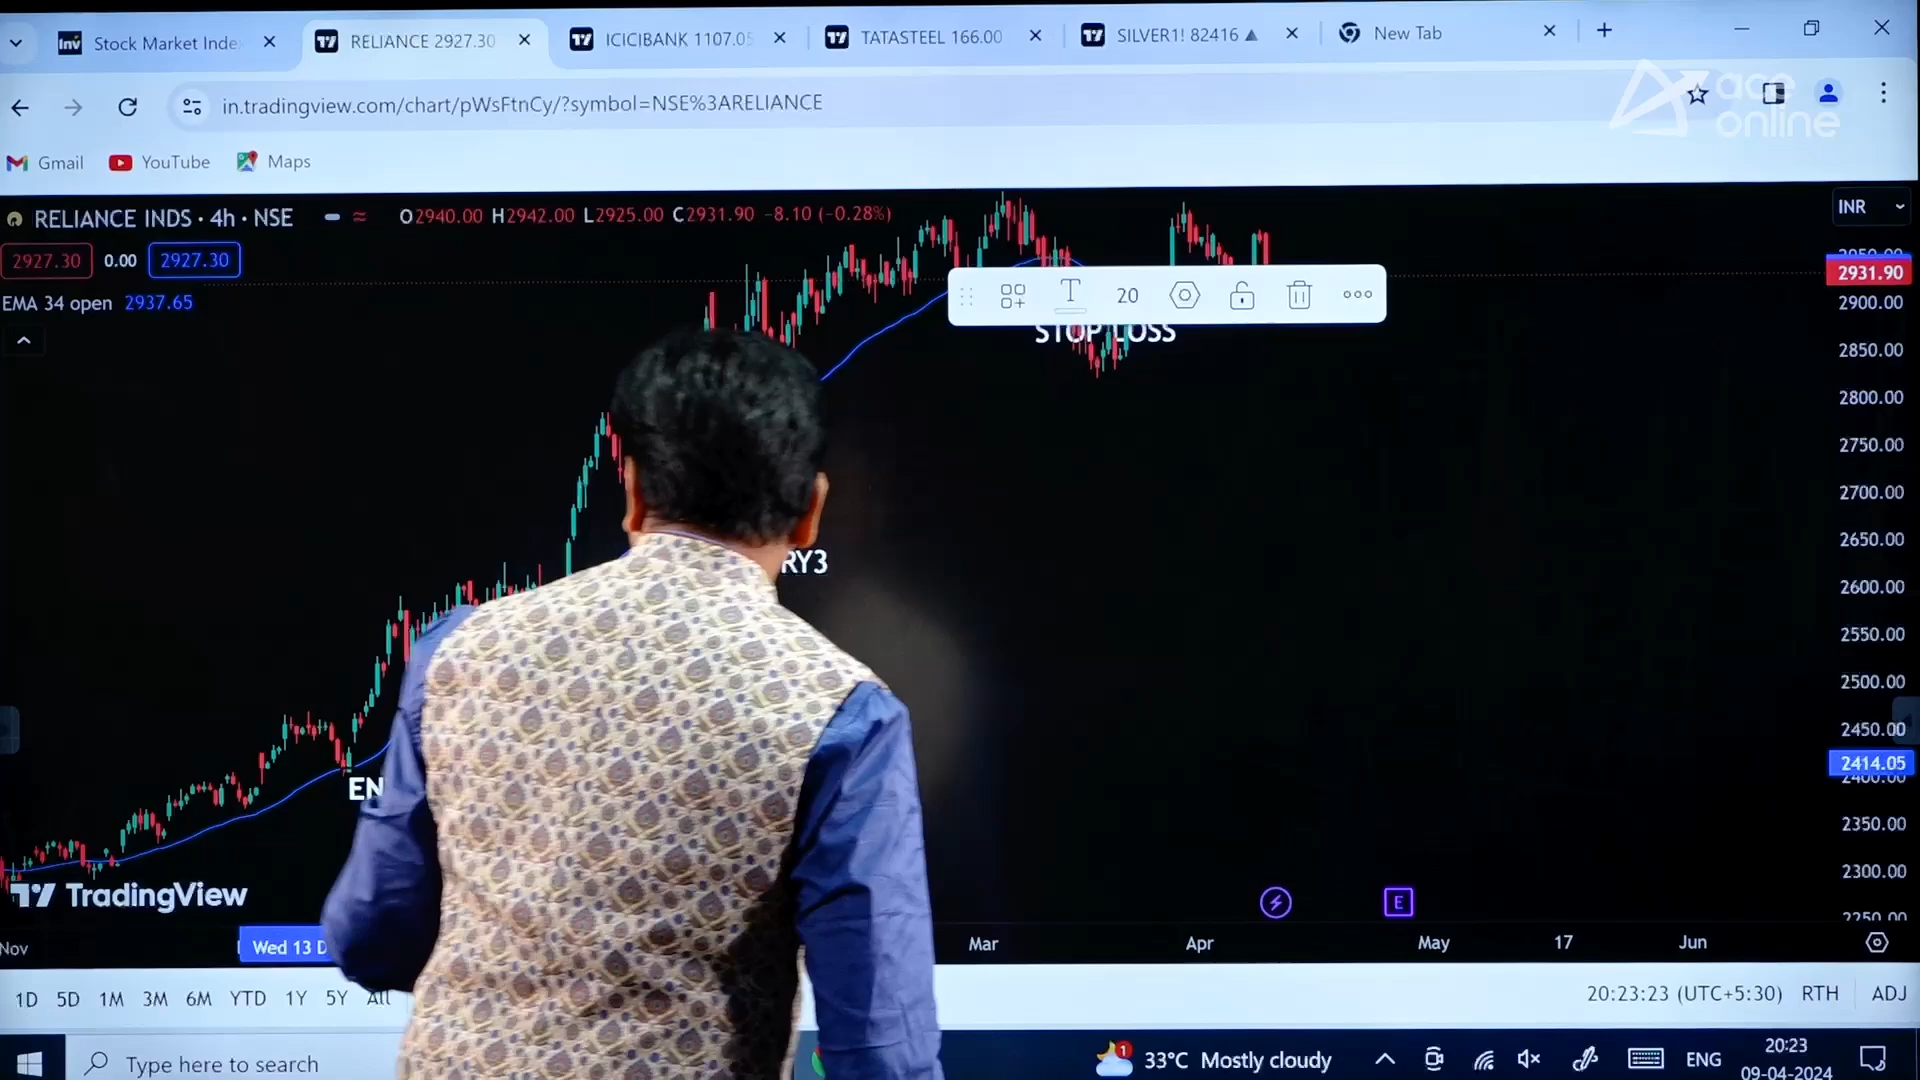 Stock Market Inde
RELIANCE 2927.30
ICICIBANK 1107.05
TATASTEEL 166.00
SILVER1! 82416
New Tab
in.tradingview.com/chart/pWsFtnCy/?symbol=NSE%3ARELIANCE
ace
online
Gmail
YouTube
Maps
RELIANCE INDS · 4h · NSE
O2940.00 H2942.00 L2925.00 C2931.90 −8.10 (−0.28%)
INR
2927.30
0.00
2927.30
EMA 34 open 2937.65
20
STOP LOSS
RY3
EN
2931.90
2900.00
2850.00
2800.00
2750.00
2700.00
2650.00
2600.00
2550.00
2500.00
2450.00
2414.05
2350.00
2300.00
TradingView
E
Nov
Wed 13 D
Mar
Apr
May
17
Jun
1D 5D 1M 3M 6M YTD 1Y 5Y All
20:23:23 (UTC+5:30) RTH ADJ
Type here to search
1
33°C Mostly cloudy
ENG
20:23
09-04-2024